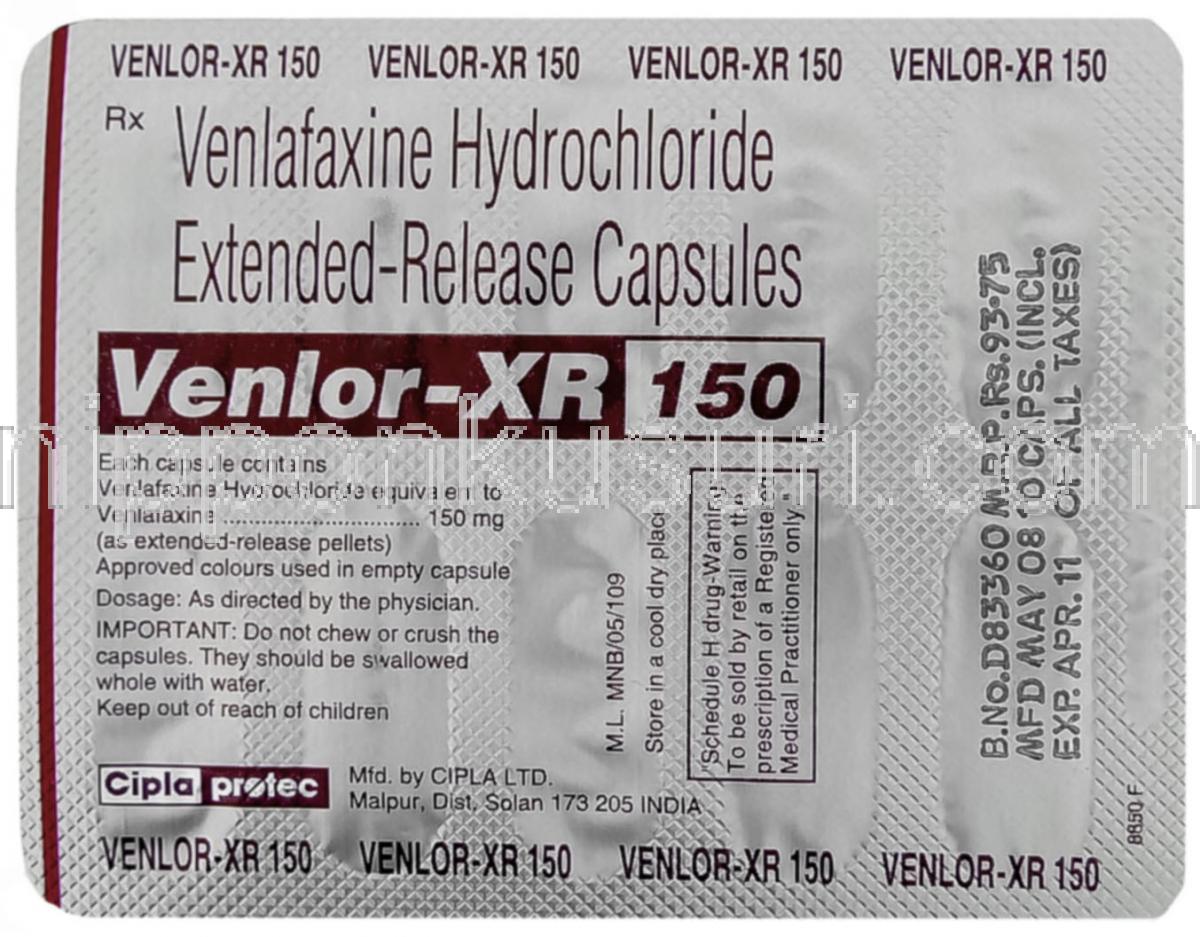 VENLOR-XR 150 VENLOR-XR 150 VENLOR-XR 150 VENLOR-XR 150
Rx Venlafaxine Hydrochloride
Extended-Release Capsules
Venlor-XR 150
Each capsule contains
Venlafaxine Hydrochloride equivalent to
Venlafaxine .............................. 150 mg
(as extended-release pellets)
Approved colours used in empty capsule
Dosage: As directed by the physician.
IMPORTANT: Do not chew or crush the
capsules. They should be swallowed
whole with water.
Keep out of reach of children
Cipla protec
Mfd. by CIPLA LTD.
Malpur, Dist. Solan 173 205 INDIA
M.L. MNB/05/109
Store in a cool dry place
"Schedule H drug-Warning:
To be sold by retail on the
prescription of a Registered
Medical Practitioner only."
B.No.D83360 M.R.P.Rs.93.75
MFD MAY 08 10 CAPS. (INCL.
EXP. APR. 11 OF ALL TAXES)
8850 F
VENLOR-XR 150 VENLOR-XR 150 VENLOR-XR 150 VENLOR-XR 150
nipponkusuri.com